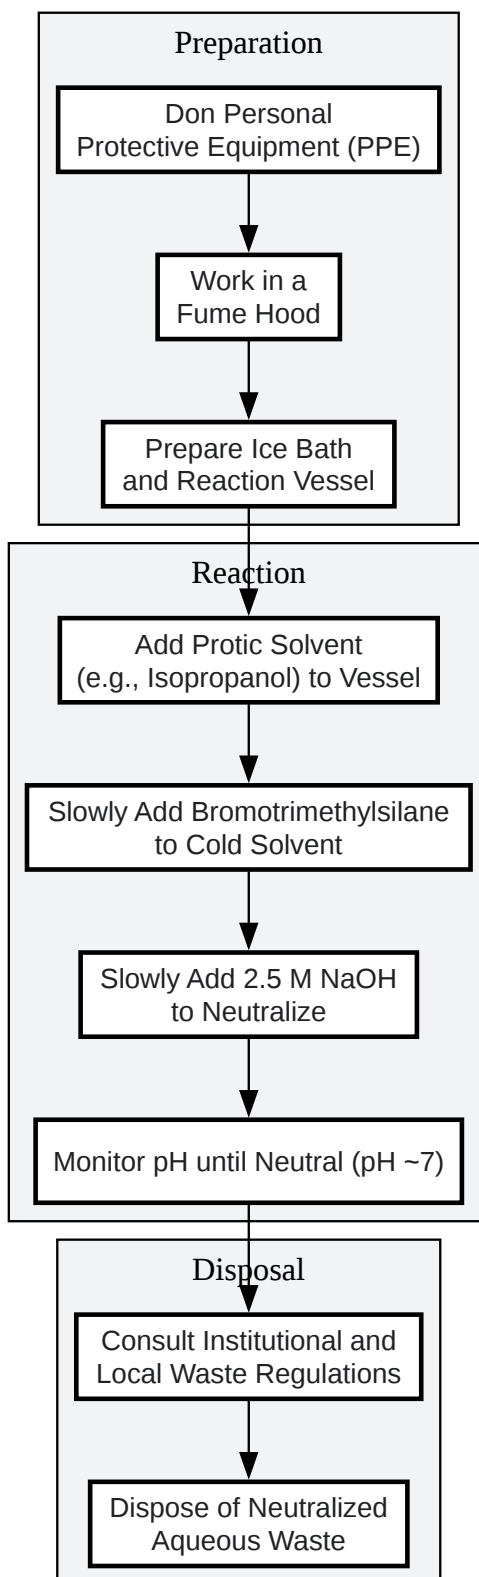 Preparation
Don Personal
Protective Equipment (PPE)
Work in a
Fume Hood
Prepare Ice Bath
and Reaction Vessel
Reaction
Add Protic Solvent
(e.g., Isopropanol) to Vessel
Slowly Add Bromotrimethylsilane
to Cold Solvent
Slowly Add 2.5 M NaOH
to Neutralize
Monitor pH until Neutral (pH ~7)
Disposal
Consult Institutional and
Local Waste Regulations
Dispose of Neutralized
Aqueous Waste